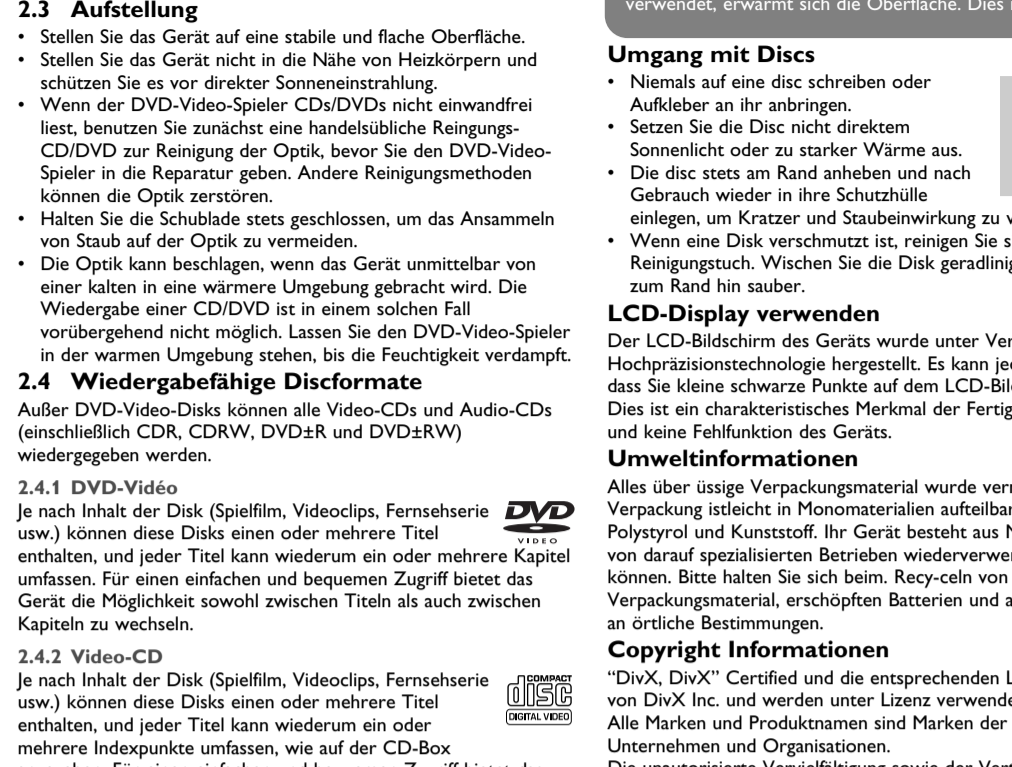 2.3 Aufstellung
• Stellen Sie das Gerät auf eine stabile und flache Oberfläche.
• Stellen Sie das Gerät nicht in die Nähe von Heizkörpern und
schützen Sie es vor direkter Sonneneinstrahlung.
• Wenn der DVD-Video-Spieler CDs/DVDs nicht einwandfrei
liest, benutzen Sie zunächst eine handelsübliche Reingungs-
CD/DVD zur Reinigung der Optik, bevor Sie den DVD-Video-
Spieler in die Reparatur geben. Andere Reinigungsmethoden
können die Optik zerstören.
• Halten Sie die Schublade stets geschlossen, um das Ansammeln
von Staub auf der Optik zu vermeiden.
• Die Optik kann beschlagen, wenn das Gerät unmittelbar von
einer kalten in eine wärmere Umgebung gebracht wird. Die
Wiedergabe einer CD/DVD ist in einem solchen Fall
vorübergehend nicht möglich. Lassen Sie den DVD-Video-Spieler
in der warmen Umgebung stehen, bis die Feuchtigkeit verdampft.
2.4 Wiedergabefähige Discformate
Außer DVD-Video-Disks können alle Video-CDs und Audio-CDs
(einschließlich CDR, CDRW, DVD±R und DVD±RW)
wiedergegeben werden.
2.4.1 DVD-Vidéo
Je nach Inhalt der Disk (Spielfilm, Videoclips, Fernsehserie
usw.) können diese Disks einen oder mehrere Titel
enthalten, und jeder Titel kann wiederum ein oder mehrere Kapitel
umfassen. Für einen einfachen und bequemen Zugriff bietet das
Gerät die Möglichkeit sowohl zwischen Titeln als auch zwischen
Kapiteln zu wechseln.
DVD
VIDEO
2.4.2 Video-CD
Je nach Inhalt der Disk (Spielfilm, Videoclips, Fernsehserie
usw.) können diese Disks einen oder mehrere Titel
enthalten, und jeder Titel kann wiederum ein oder
mehrere Indexpunkte umfassen, wie auf der CD-Box
COMPACT
disc
DIGITAL VIDEO
verwendet, erwärmt sich die Oberfläche. Dies
Umgang mit Discs
• Niemals auf eine disc schreiben oder
Aufkleber an ihr anbringen.
• Setzen Sie die Disc nicht direktem
Sonnenlicht oder zu starker Wärme aus.
• Die disc stets am Rand anheben und nach
Gebrauch wieder in ihre Schutzhülle
einlegen, um Kratzer und Staubeinwirkung zu
• Wenn eine Disk verschmutzt ist, reinigen Sie
Reinigungstuch. Wischen Sie die Disk geradlinig
zum Rand hin sauber.
LCD-Display verwenden
Der LCD-Bildschirm des Geräts wurde unter
Hochpräzisionstechnologie hergestellt. Es kann
dass Sie kleine schwarze Punkte auf dem
Dies ist ein charakteristisches Merkmal der
und keine Fehlfunktion des Geräts.
Umweltinformationen
Alles über üssige Verpackungsmaterial wurde
Verpackung istleicht in Monomaterialien
Polystyrol und Kunststoff. Ihr Gerät besteht aus
von darauf spezialisierten Betrieben
können. Bitte halten Sie sich beim. Recy-celn von
Verpackungsmaterial, erschöpften Batterien und
an örtliche Bestimmungen.
Copyright Informationen
“DivX, DivX” Certified und die entsprechenden
von DivX Inc. und werden unter Lizenz
Alle Marken und Produktnamen sind Marken der
Unternehmen und Organisationen.